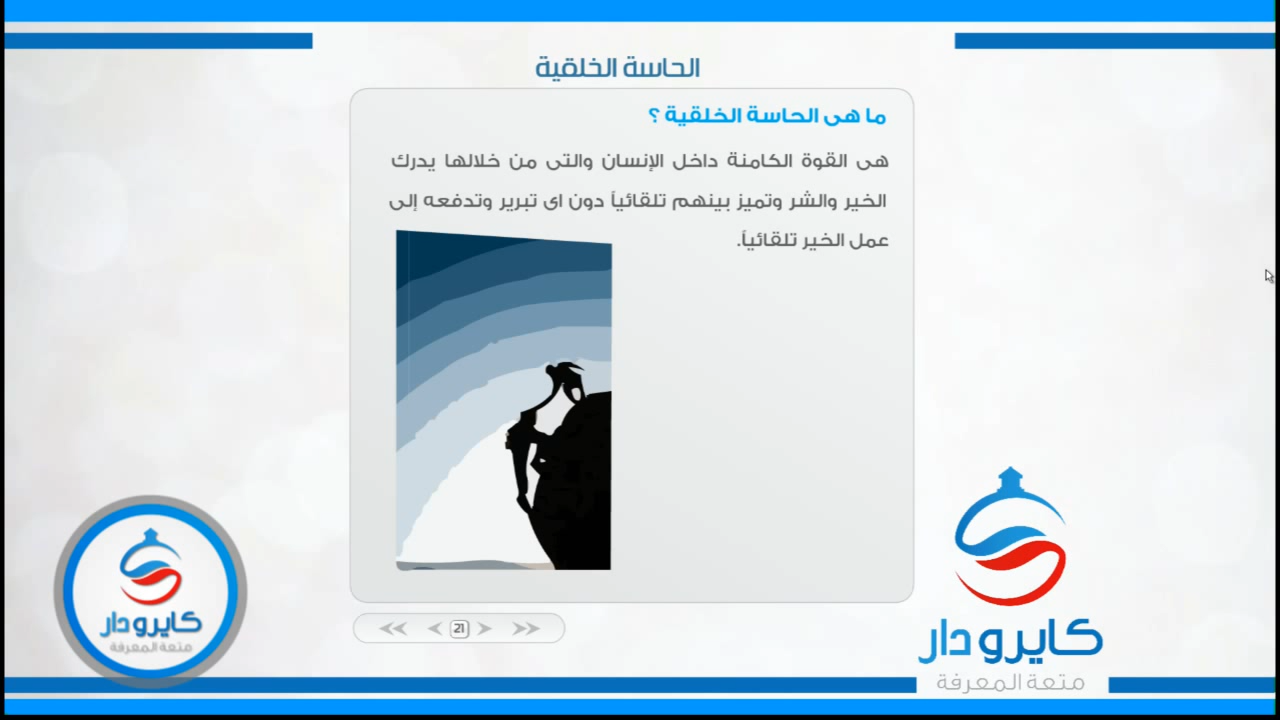 الحاسة الخلقية
ما هى الحاسة الخلقية ؟
هى القوة الكامنة داخل الإنسان والتى من خلالها يدرك
الخير والشر وتميز بينهم تلقائياً دون اى تبرير وتدفعه إلى
عمل الخير تلقائياً.
21
كايرو دار
متعة المعرفة
كايرو دار
متعة المعرفة